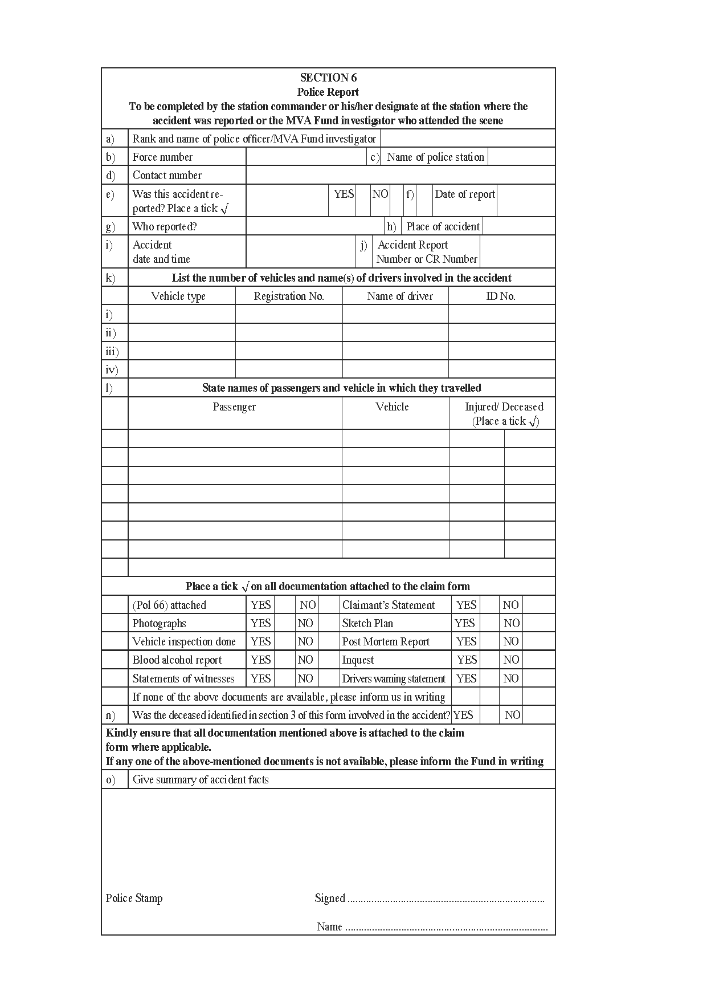 SECTION 6
Police Report
To be completed by the station commander or his/her designate at the station where the
accident was reported or the MVA Fund investigator who attended the scene
a) Rank and name of police officer/MVA Fund investigator
b) Force number c) Name of police station
d) Contact number
e) Was this accident re- YES NO f) Date of report
ported? Place a tick √
g) Who reported? h) Place of accident
i) Accident j) Accident Report
date and time Number or CR Number
k) List the number of vehicles and name(s) of drivers involved in the accident
Vehicle type Registration No. Name of driver ID No.
i)
ii)
iii)
iv)
l) State names of passengers and vehicle in which they travelled
Passenger Vehicle Injured/ Deceased
(Place a tick √)
Place a tick √ on all documentation attached to the claim form
(Pol 66) attached YES NO Claimant’s Statement YES NO
Photographs YES NO Sketch Plan YES NO
Vehicle inspection done YES NO Post Mortem Report YES NO
Blood alcohol report YES NO Inquest YES NO
Statements of witnesses YES NO Drivers warning statement YES NO
If none of the above documents are available, please inform us in writing
n) Was the deceased identified in section 3 of this form involved in the accident? YES NO
Kindly ensure that all documentation mentioned above is attached to the claim
form where applicable.
If any one of the above-mentioned documents is not available, please inform the Fund in writing
o) Give summary of accident facts
Police Stamp Signed ..........................................................................
Name ............................................................................